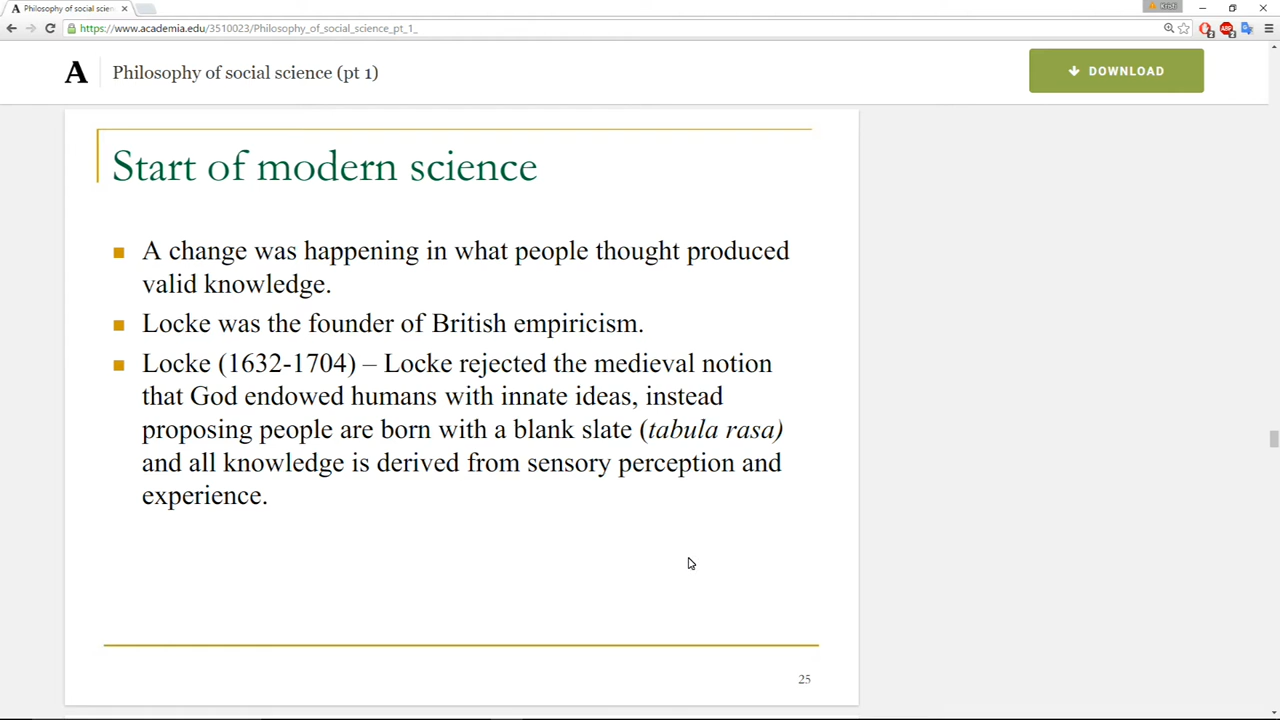 Philosophy of social scien
https://www.academia.edu/3510023/Philosophy_of_social_science_pt_1_
A Philosophy of social science (pt 1)
DOWNLOAD
Start of modern science
A change was happening in what people thought produced
valid knowledge.
Locke was the founder of British empiricism.
Locke (1632-1704) – Locke rejected the medieval notion
that God endowed humans with innate ideas, instead
proposing people are born with a blank slate (tabula rasa)
and all knowledge is derived from sensory perception and
experience.
25